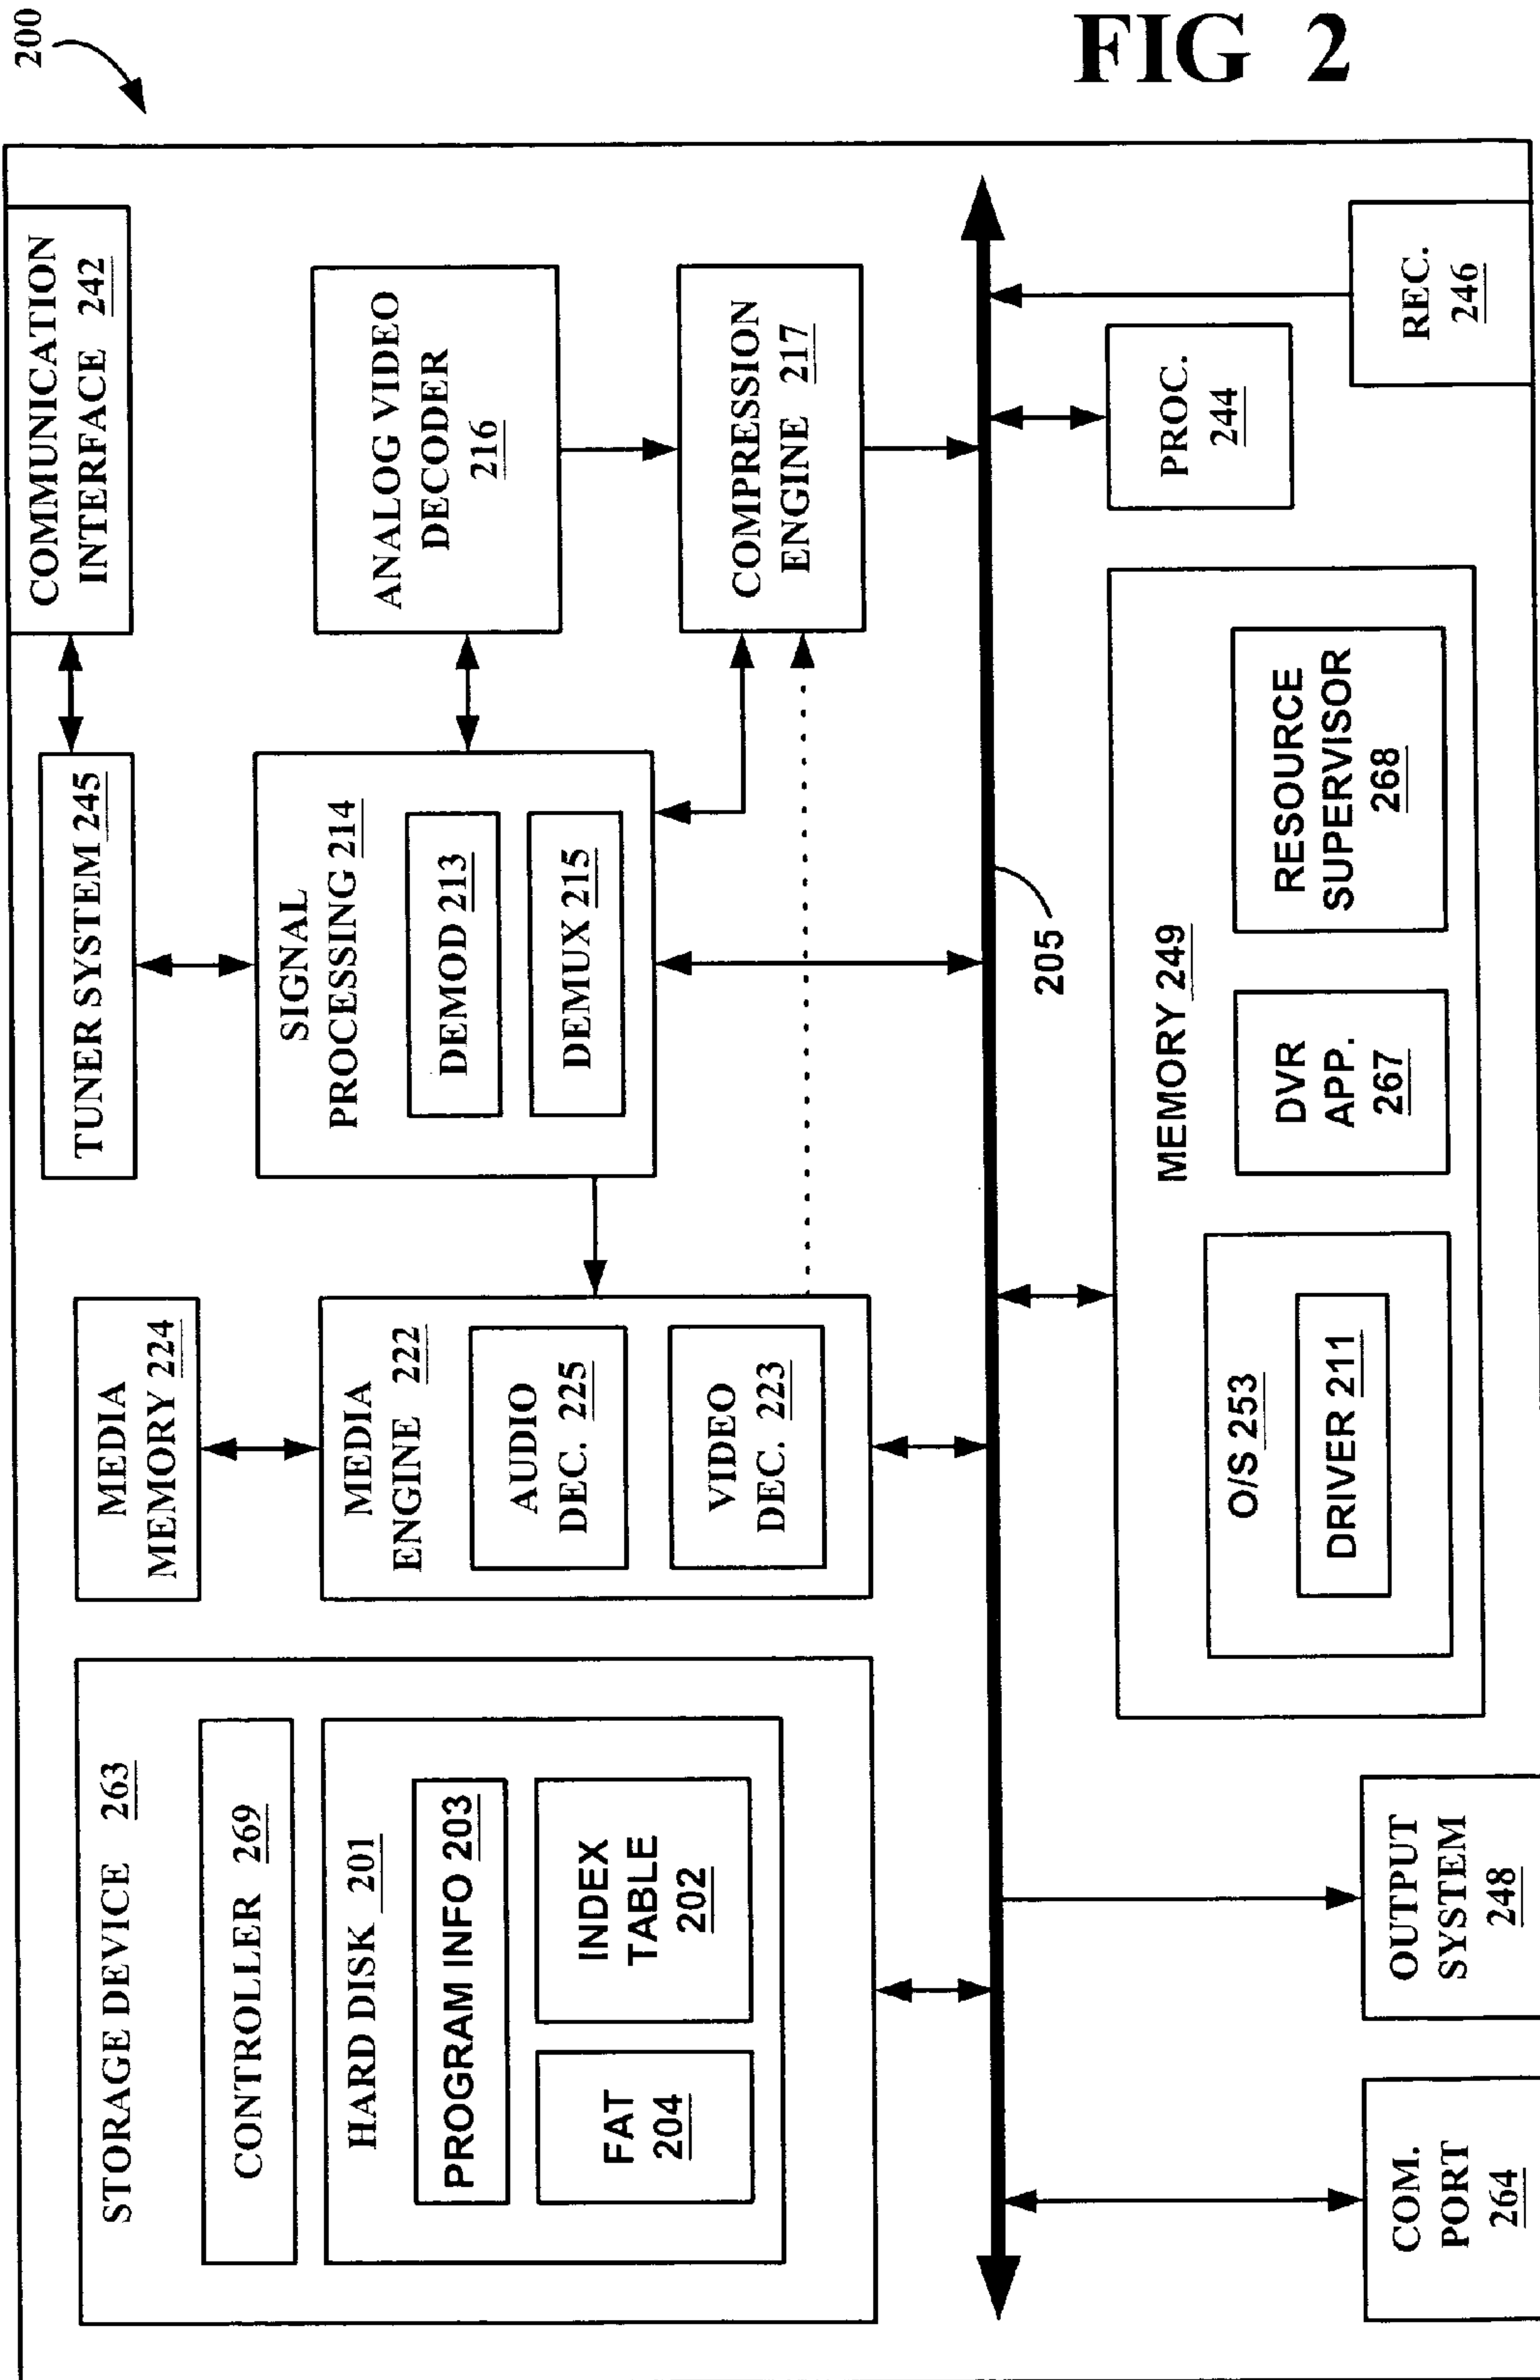 200
STORAGE DEVICE 263
CONTROLLER 269
HARD DISK 201
PROGRAM INFO 203
FAT
204
INDEX
TABLE
202
MEDIA
MEMORY 224
MEDIA
ENGINE 222
AUDIO
DEC. 225
VIDEO
DEC. 223
TUNER SYSTEM 245
SIGNAL
PROCESSING 214
DEMOD 213
DEMUX 215
COMMUNICATION
INTERFACE 242
ANALOG VIDEO
DECODER
216
COMPRESSION
ENGINE 217
205
COM.
PORT
264
OUTPUT
SYSTEM
248
MEMORY 249
O/S 253
DRIVER 211
DVR
APP.
267
RESOURCE
SUPERVISOR
268
PROC.
244
REC.
246
FIG 2